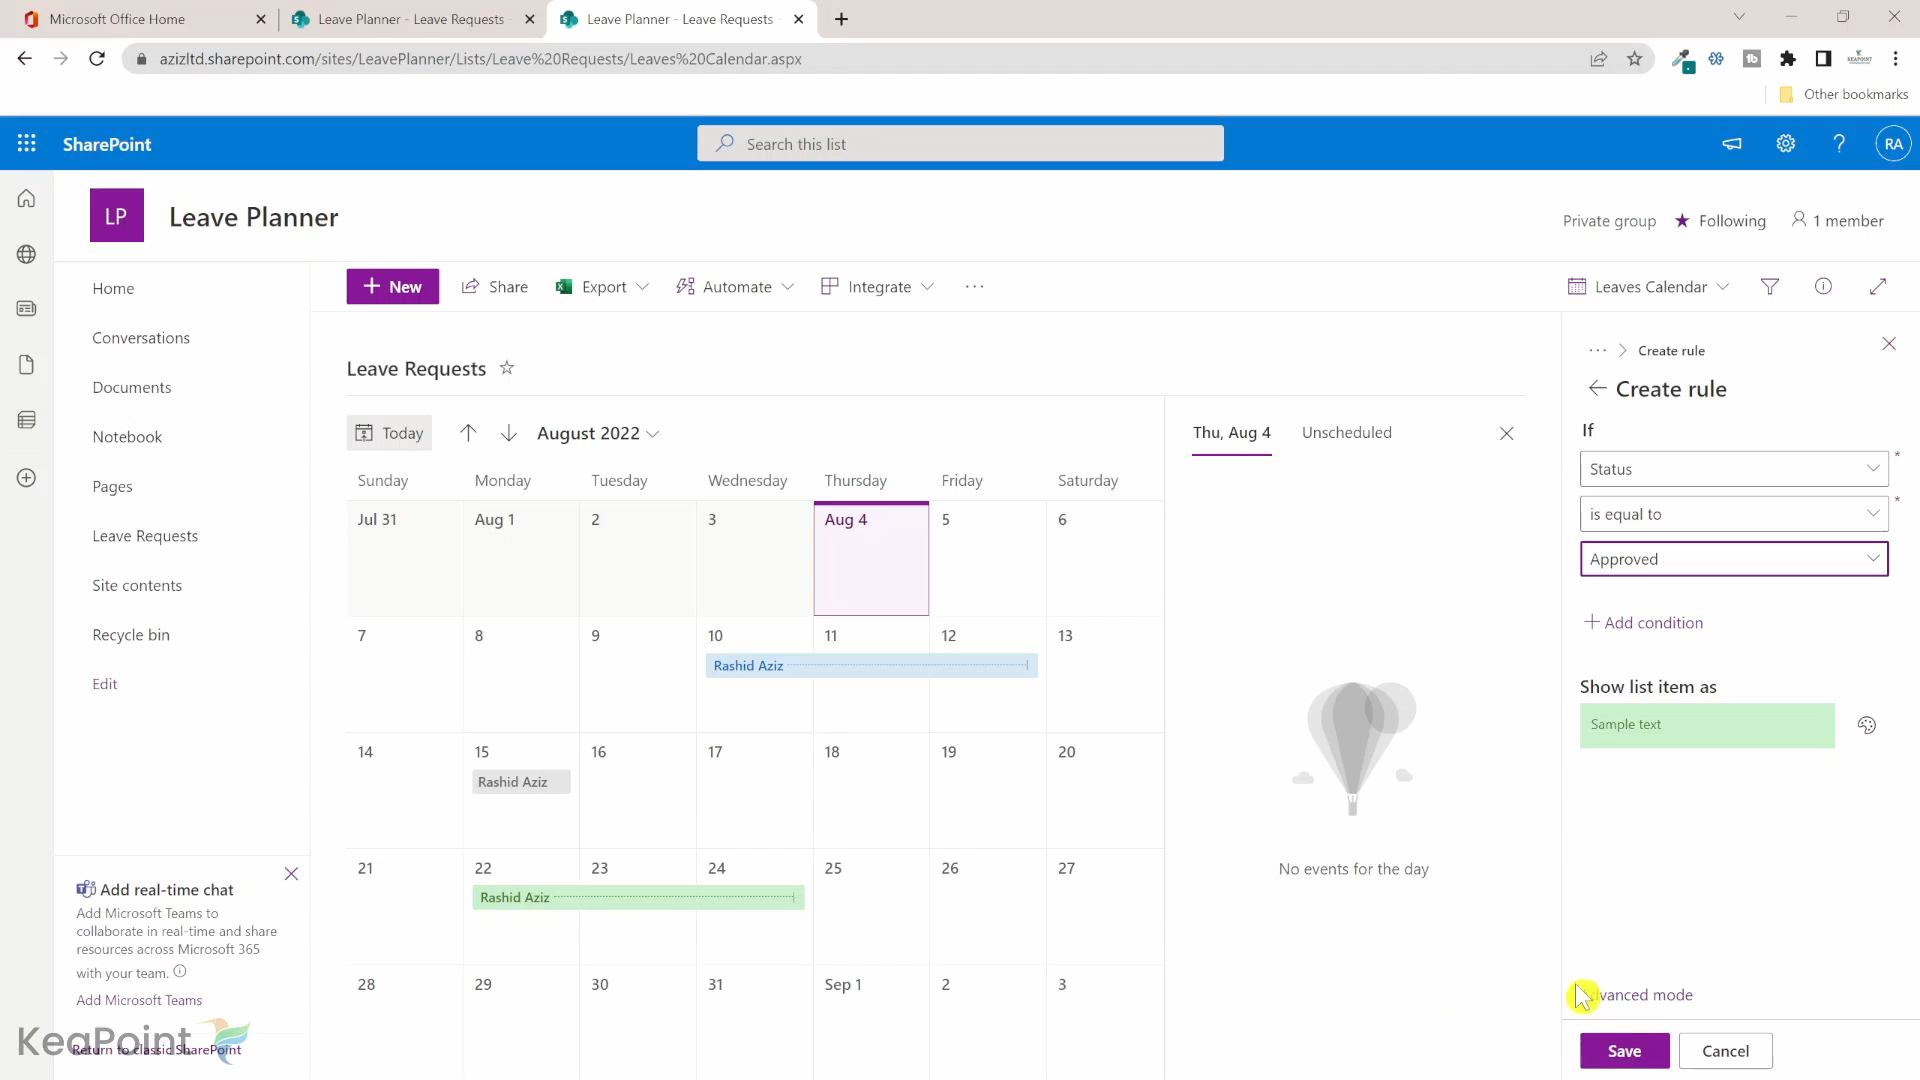 Microsoft Office Home
Leave Planner - Leave Requests
Leave Planner - Leave Requests
azizltd.sharepoint.com/sites/LeavePlanner/Lists/Leave%20Requests/Leaves%20Calendar.aspx
Other bookmarks
SharePoint
Search this list
RA
LP
Leave Planner
Private group
Following
1 member
Home
Conversations
Documents
Notebook
Pages
Leave Requests
Site contents
Recycle bin
Edit
New
Share
Export
Automate
Integrate
Leaves Calendar
Leave Requests
Today
August 2022
Sunday Monday Tuesday Wednesday Thursday Friday Saturday
Jul 31 Aug 1 2 3 Aug 4 5 6
7 8 9 10 11 12 13
Rashid Aziz
14 15 16 17 18 19 20
Rashid Aziz
21 22 23 24 25 26 27
Rashid Aziz
28 29 30 31 Sep 1 2 3
Thu, Aug 4
Unscheduled
No events for the day
Create rule
Create rule
If
Status
*
is equal to
*
Approved
Add condition
Show list item as
Sample text
dvanced mode
Save
Cancel
Add real-time chat
Add Microsoft Teams to
collaborate in real-time and share
resources across Microsoft 365
with your team.
Add Microsoft Teams
KeaPoint
Return to classic SharePoint